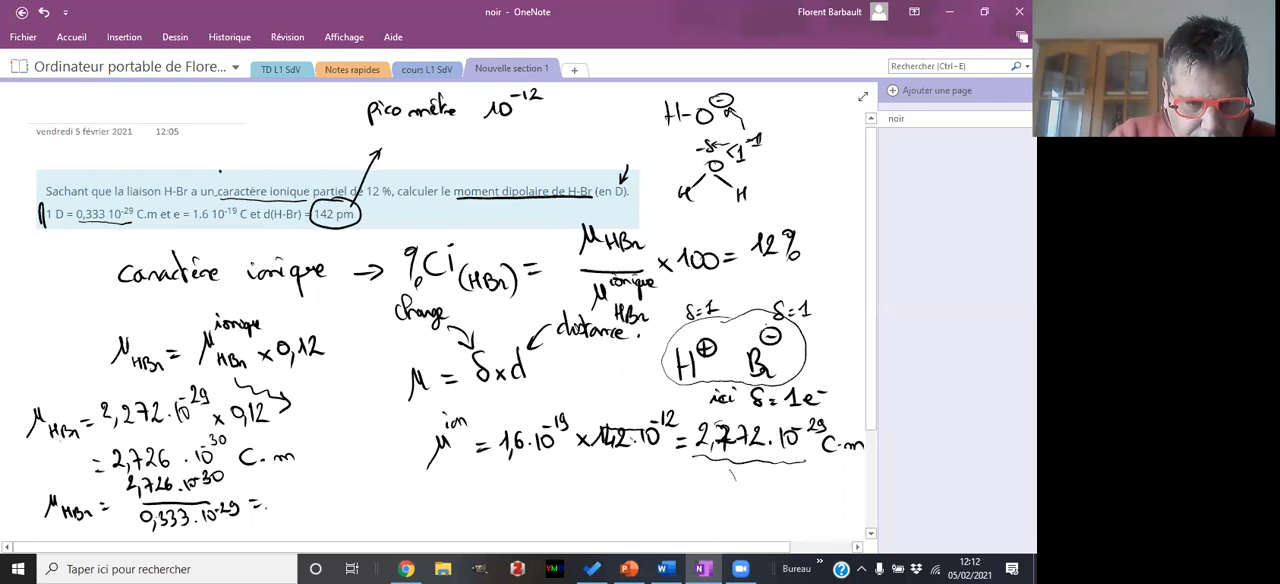 noir - OneNote
Florent Barbault
Fichier Accueil Insertion Dessin Historique Révision Affichage Aide
Ordinateur portable de Flore...
TD L1 SdV
Notes rapides
cours L1 SdV
Nouvelle section 1
Rechercher (Ctrl+E)
Ajouter une page
noir
vendredi 5 février 2021 12:05
pico mètre 10⁻¹²
H-O⊖
-δ <1⁻¹
O
H H
Sachant que la liaison H-Br a un caractère ionique partiel de 12 %, calculer le moment dipolaire de H-Br (en D).
1 D = 0,333 10⁻²⁹ C.m et e = 1.6 10⁻¹⁹ C et d(H-Br) = 142 pm
caractère ionique → %Ci (HBr) = μHBr / μ ionique HBr × 100 = 12%
charge
distance.
μ = δ × d
δ=1 δ=1
H⊕ Br⊖
ici δ = 1e⁻
μ ion = 1,6·10⁻¹⁹ × 142·10⁻¹² = 2,272·10⁻²⁹ C·m
μHBr = μ ionique HBr × 0,12
μHBr = 2,272·10⁻²⁹ × 0,12
= 2,726·10⁻³⁰ C·m
μHBr = 2,726·10⁻³⁰ / 0,333·10⁻²⁹ =
Taper ici pour rechercher
Bureau
12:12
05/02/2021